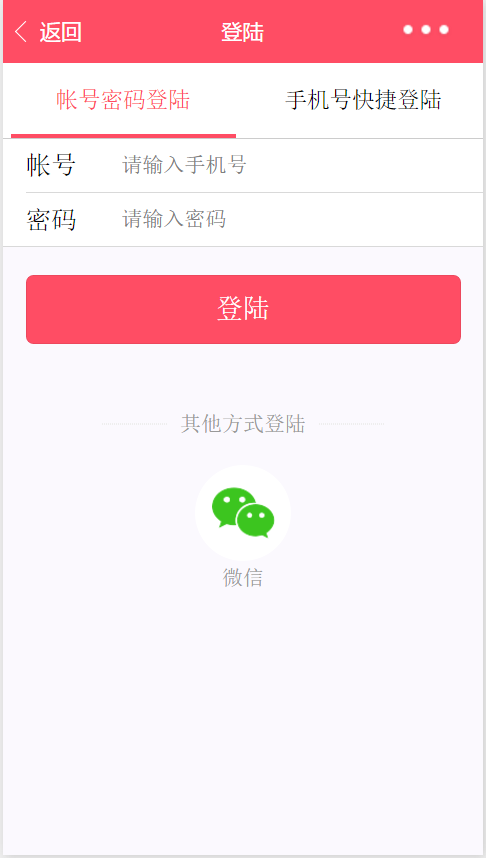 返回 登陆
帐号密码登陆 手机号快捷登陆
帐号 请输入手机号
密码 请输入密码
登陆
其他方式登陆
微信